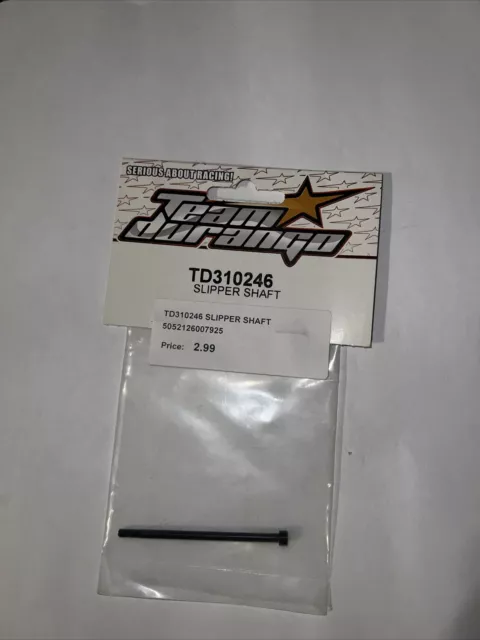 SERIOUS ABOUT RACING!
Team
durango
TD310246
SLIPPER SHAFT
TD310246 SLIPPER SHAFT
5052126007925
Price: 2.99